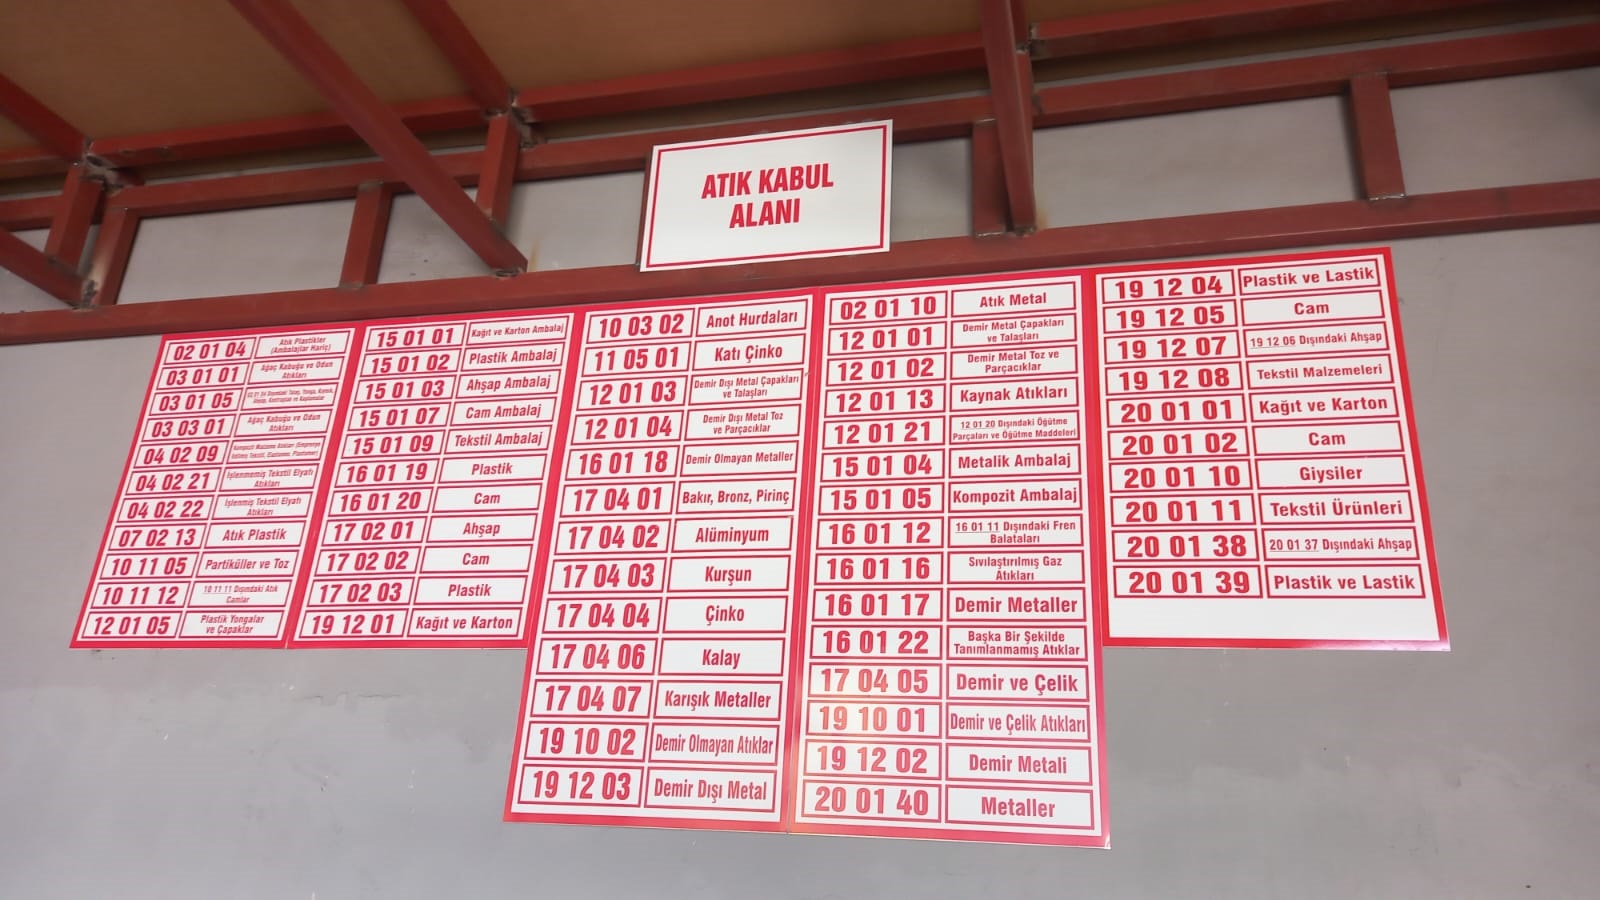 ATIK KABUL
ALANI
02 01 04 Atık Plastikler
(Ambalajlar Hariç)
03 01 01 Ağaç Kabuğu ve Odun
Atıkları
03 01 05
03 03 01 Ağaç Kabuğu ve Odun
Atıkları
04 02 09
04 02 21 İşlenmemiş Tekstil Elyafı
Atıkları
04 02 22 İşlenmiş Tekstil Elyafı
Atıkları
07 02 13 Atık Plastik
10 11 05 Partiküller ve Toz
10 11 12 10 11 11 Dışındaki Atık
Camlar
12 01 05 Plastik Yongalar
ve Çapaklar
15 01 01 Kağıt ve Karton Ambalaj
15 01 02 Plastik Ambalaj
15 01 03 Ahşap Ambalaj
15 01 07 Cam Ambalaj
15 01 09 Tekstil Ambalaj
16 01 19 Plastik
16 01 20 Cam
17 02 01 Ahşap
17 02 02 Cam
17 02 03 Plastik
19 12 01 Kağıt ve Karton
10 03 02 Anot Hurdaları
11 05 01 Katı Çinko
12 01 03 Demir Dışı Metal Çapakları
ve Talaşları
12 01 04 Demir Dışı Metal Toz
ve Parçacıklar
16 01 18 Demir Olmayan Metaller
17 04 01 Bakır, Bronz, Pirinç
17 04 02 Alüminyum
17 04 03 Kurşun
17 04 04 Çinko
17 04 06 Kalay
17 04 07 Karışık Metaller
19 10 02 Demir Olmayan Atıklar
19 12 03 Demir Dışı Metal
02 01 10 Atık Metal
12 01 01 Demir Metal Çapakları
ve Talaşları
12 01 02 Demir Metal Toz ve
Parçacıklar
12 01 13 Kaynak Atıkları
12 01 21 12 01 20 Dışındaki Öğütme
Parçaları ve Öğütme Maddeleri
15 01 04 Metalik Ambalaj
15 01 05 Kompozit Ambalaj
16 01 12 16 01 11 Dışındaki Fren
Balataları
16 01 16 Sıvılaştırılmış Gaz
Atıkları
16 01 17 Demir Metaller
16 01 22 Başka Bir Şekilde
Tanımlanmamış Atıklar
17 04 05 Demir ve Çelik
19 10 01 Demir ve Çelik Atıkları
19 12 02 Demir Metali
20 01 40 Metaller
19 12 04 Plastik ve Lastik
19 12 05 Cam
19 12 07 19 12 06 Dışındaki Ahşap
19 12 08 Tekstil Malzemeleri
20 01 01 Kağıt ve Karton
20 01 02 Cam
20 01 10 Giysiler
20 01 11 Tekstil Ürünleri
20 01 38 20 01 37 Dışındaki Ahşap
20 01 39 Plastik ve Lastik